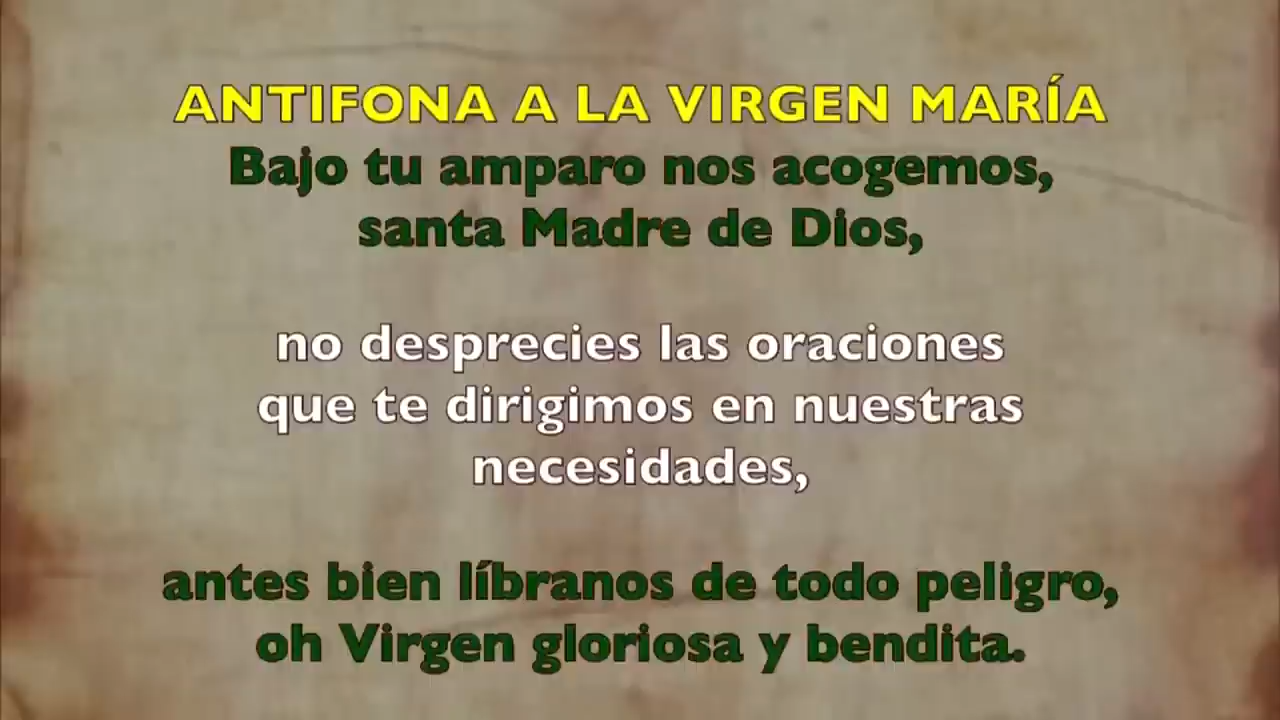 ANTIFONA A LA VIRGEN MARÍA
Bajo tu amparo nos acogemos,
santa Madre de Dios,
no desprecies las oraciones
que te dirigimos en nuestras
necesidades,
antes bien líbranos de todo peligro,
oh Virgen gloriosa y bendita.